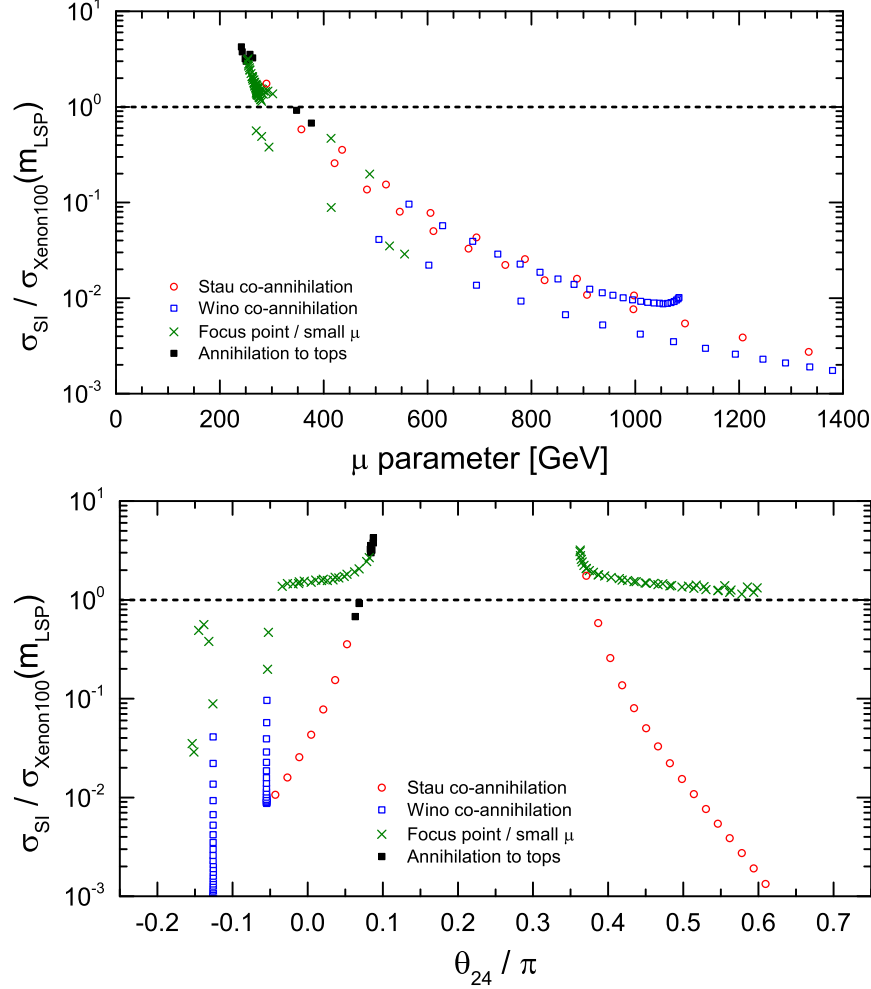 10^1
10^0
10^-1
10^-2
10^-3
σ_SI / σ_Xenon100(m_LSP)
Stau co-annihilation
Wino co-annihilation
Focus point / small μ
Annihilation to tops
0 200 400 600 800 1000 1200 1400
μ parameter [GeV]
10^1
10^0
10^-1
10^-2
10^-3
σ_SI / σ_Xenon100(m_LSP)
Stau co-annihilation
Wino co-annihilation
Focus point / small μ
Annihilation to tops
-0.2 -0.1 0.0 0.1 0.2 0.3 0.4 0.5 0.6 0.7
θ_24 / π